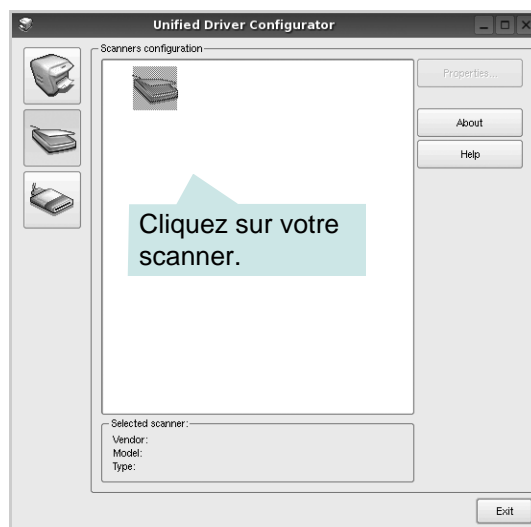 Unified Driver Configurator
Scanners configuration
Properties...
About
Help
Cliquez sur votre
scanner.
Selected scanner:
Vendor:
Model:
Type:
Exit